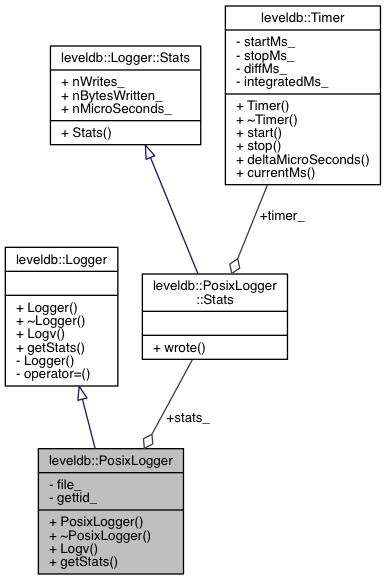 leveldb::Timer
- startMs_
- stopMs_
- diffMs_
- integratedMs_
+ Timer()
+ ~Timer()
+ start()
+ stop()
+ deltaMicroSeconds()
+ currentMs()
leveldb::Logger::Stats
+ nWrites_
+ nBytesWritten_
+ nMicroSeconds_
+ Stats()
+timer_
leveldb::Logger
+ Logger()
+ ~Logger()
+ Logv()
+ getStats()
- Logger()
- operator=()
leveldb::PosixLogger
::Stats
+ wrote()
+stats_
leveldb::PosixLogger
- file_
- gettid_
+ PosixLogger()
+ ~PosixLogger()
+ Logv()
+ getStats()